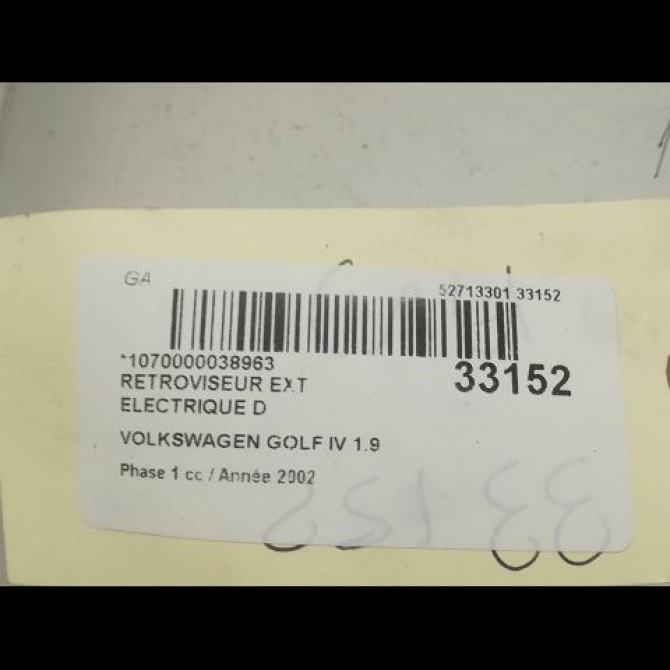 GA
52713301 33152
*1070000038963
33152
RETROVISEUR EXT
ELECTRIQUE D
VOLKSWAGEN GOLF IV 1.9
Phase 1 cc / Année 2002
33152